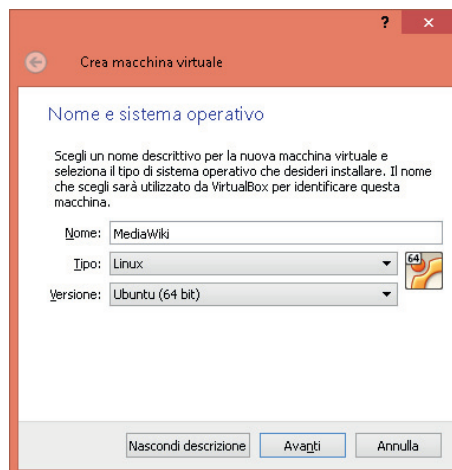 ?
Crea macchina virtuale
Nome e sistema operativo
Scegli un nome descrittivo per la nuova macchina virtuale e
seleziona il tipo di sistema operativo che desideri installare. Il nome
che scegli sarà utilizzato da VirtualBox per identificare questa
macchina.
Nome: MediaWiki
Tipo: Linux
64
Versione: Ubuntu (64 bit)
Nascondi descrizione Avanti Annulla